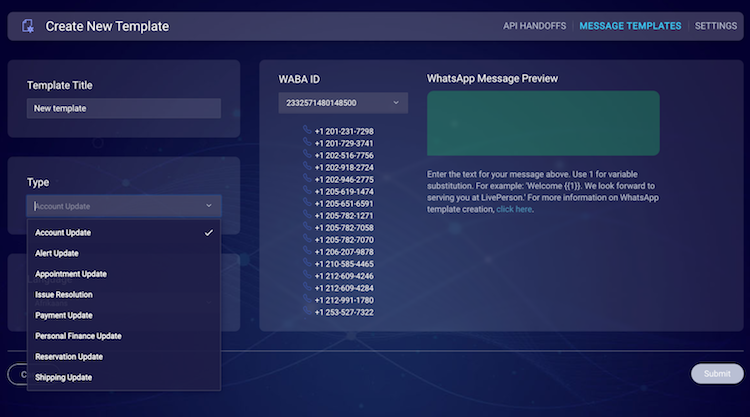 Create New Template
API HANDOFFS
MESSAGE TEMPLATES
SETTINGS
Template Title
New template
Type
Account Update
Account Update
Alert Update
Appointment Update
Issue Resolution
Payment Update
Personal Finance Update
Reservation Update
Shipping Update
WABA ID
2332571480148500
+1 201-231-7298
+1 201-729-3741
+1 202-516-7756
+1 202-918-2724
+1 202-946-2775
+1 205-619-1474
+1 205-651-6591
+1 205-782-1271
+1 205-782-7058
+1 205-782-7070
+1 206-207-9878
+1 210-585-4465
+1 212-609-4246
+1 212-609-4284
+1 212-991-1780
+1 253-527-7322
WhatsApp Message Preview
Enter the text for your message above. Use 1 for variable
substitution. For example: 'Welcome {{1}}. We look forward to
serving you at LivePerson.' For more information on WhatsApp
template creation, click here.
Submit